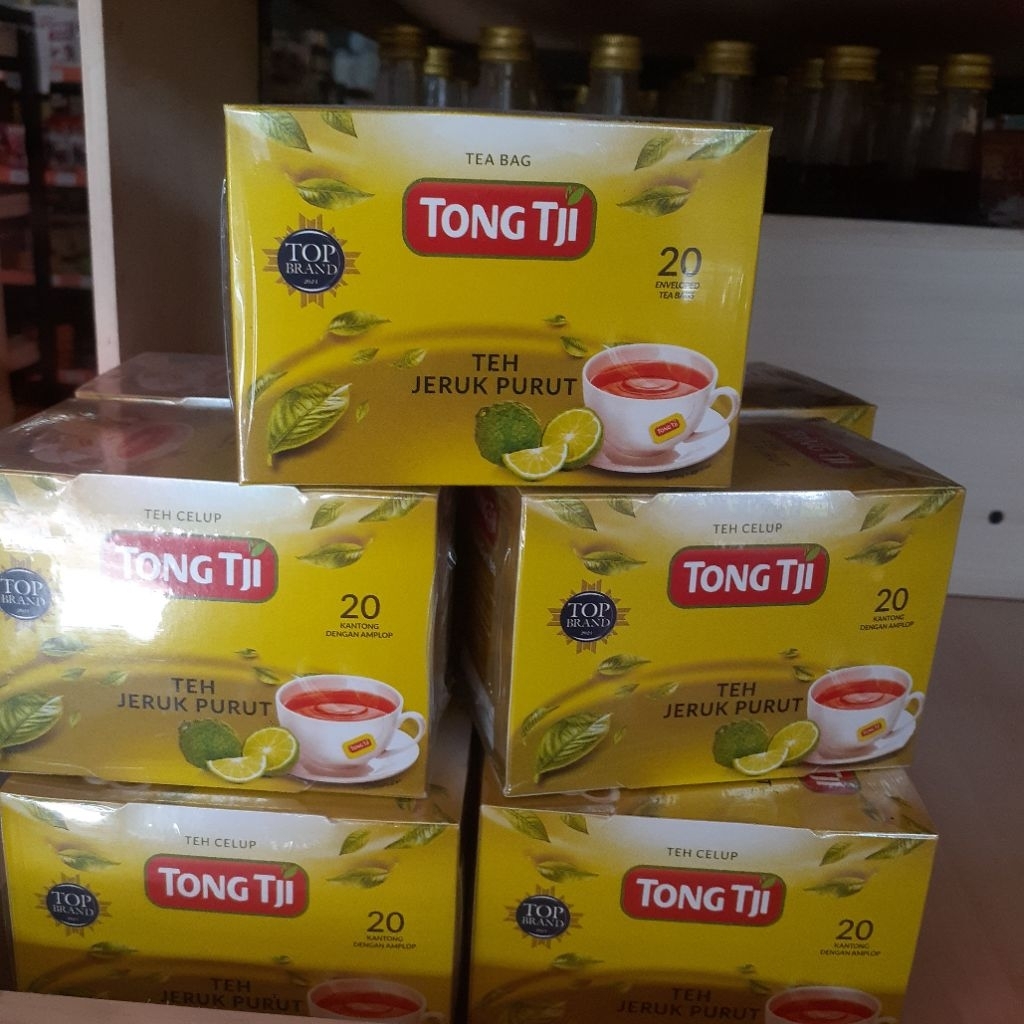 TEA BAG
TONG TJI
TOP
BRAND
20
ENVELOPED
TEA BAGS
TEH
JERUK PURUT
TONG TJI
TEH CELUP
TONG TJI
TOP
BRAND
20
KANTONG
DENGAN AMPLOP
TEH
JERUK PURUT
TONG TJI
TEH CELUP
TONG TJI
TOP
BRAND
20
KANTONG
DENGAN AMPLOP
TEH
JERUK PURUT
TONG TJI
TEH CELUP
TONG TJI
TOP
BRAND
20
KANTONG
DENGAN AMPLOP
TEH
JERUK PURUT
TEH CELUP
TONG TJI
TOP
BRAND
20
KANTONG
DENGAN AMPLOP
TEH
JERUK PURUT